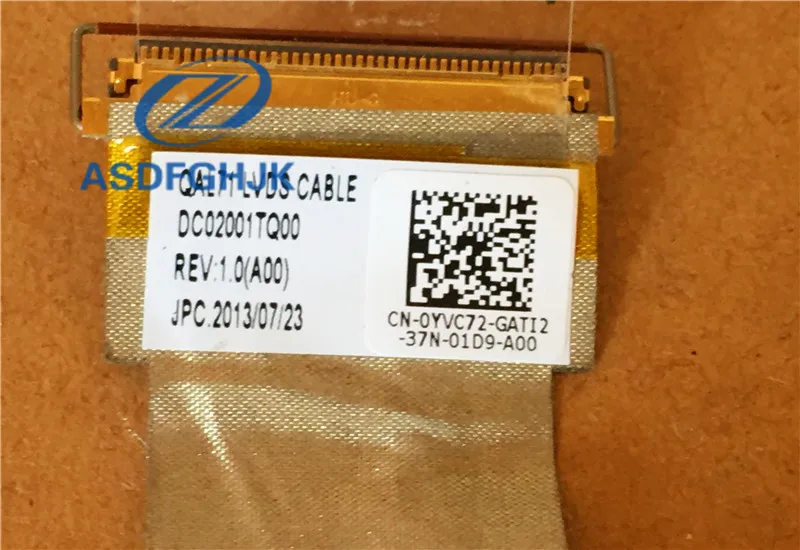 ASDFGHJK
QAL71 LVDS CABLE
DC02001TQ00
REV:1.0(A00)
JPC.2013/07/23
CN-0YVC72-GATI2
-37N-01D9-A00